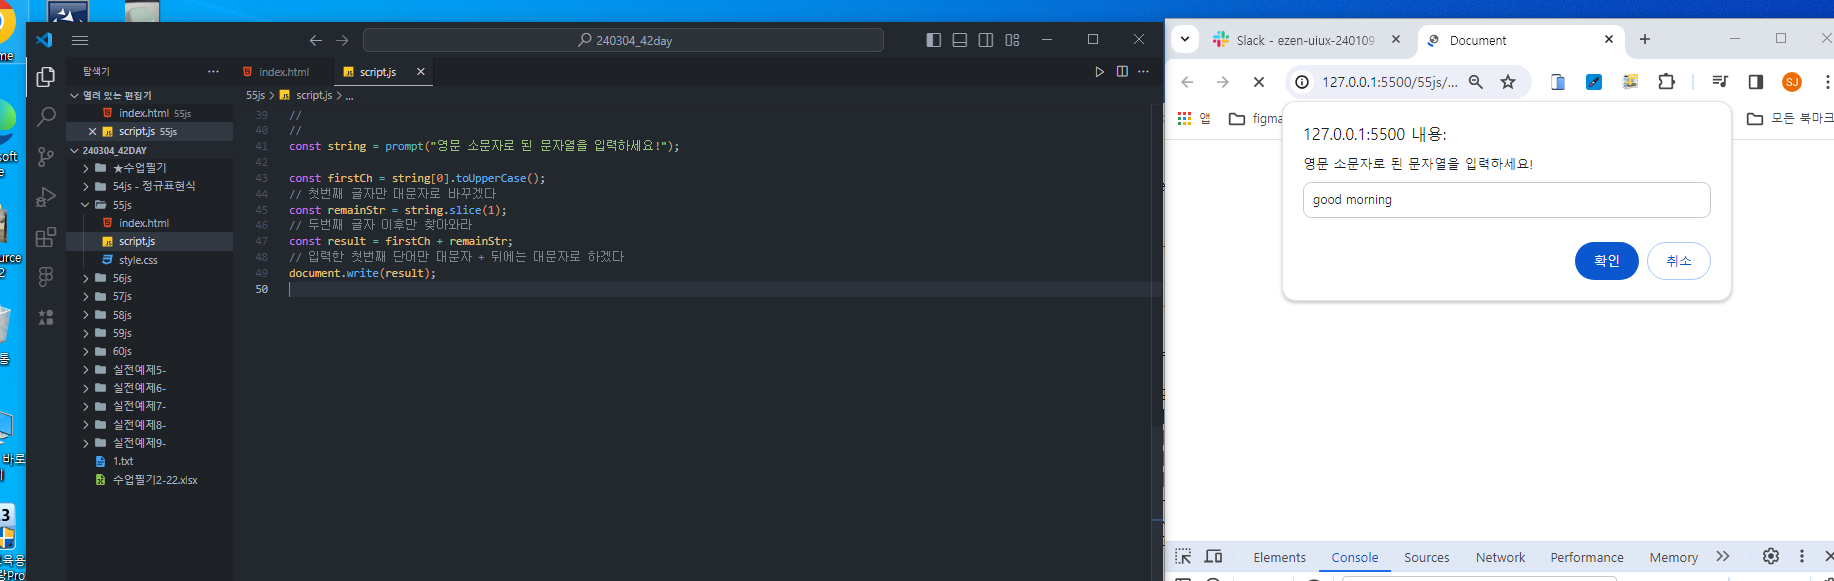 me
soft
e
urce
2
통
바로
13
육용
240304_42day
탐색기
index.html
script.js
열려 있는 편집기
index.html 55js
script.js 55js
240304_42DAY
★수업필기
54js - 정규표현식
55js
index.html
script.js
style.css
56js
57js
58js
59js
60js
실전예제5-
실전예제6-
실전예제7-
실전예제8-
실전예제9-
1.txt
수업필기2-22.xlsx
55js > script.js > ...
39 //
40 //
41 const string = prompt("영문 소문자로 된 문자열을 입력하세요!");
42
43 const firstCh = string[0].toUpperCase();
44 // 첫번째 글자만 대문자로 바꾸겠다
45 const remainStr = string.slice(1);
46 // 두번째 글자 이후만 찾아와라
47 const result = firstCh + remainStr;
48 // 입력한 첫번째 단어만 대문자 + 뒤에는 대문자로 하겠다
49 document.write(result);
50
Slack - ezen-uiux-240109
Document
127.0.0.1:5500/55js/...
SJ
앱
figma
모든 북마크
127.0.0.1:5500 내용:
영문 소문자로 된 문자열을 입력하세요!
good morning
확인
취소
Elements
Console
Sources
Network
Performance
Memory